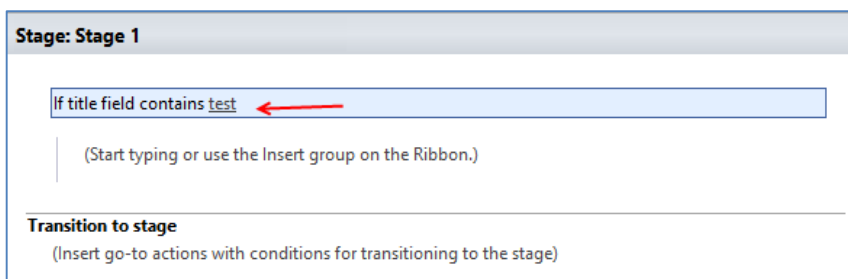 Stage: Stage 1
If title field contains test
(Start typing or use the Insert group on the Ribbon.)
Transition to stage
(Insert go-to actions with conditions for transitioning to the stage)